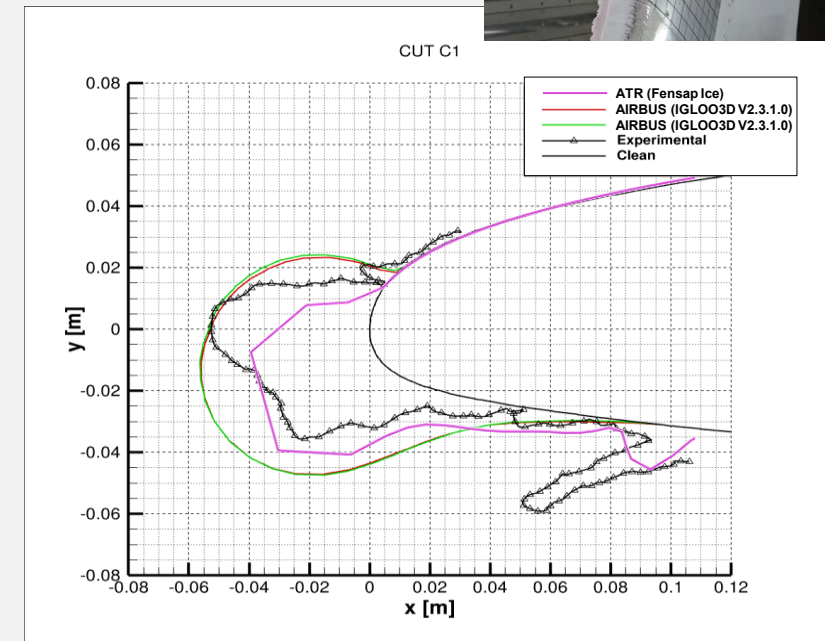 CUT C1
ATR (Fensap Ice)
AIRBUS (IGLOO3D V2.3.1.0)
AIRBUS (IGLOO3D V2.3.1.0)
Experimental
Clean
0.08
0.06
0.04
0.02
0
-0.02
-0.04
-0.06
-0.08
y [m]
-0.08 -0.06 -0.04 -0.02 0 0.02 0.04 0.06 0.08 0.1 0.12
x [m]